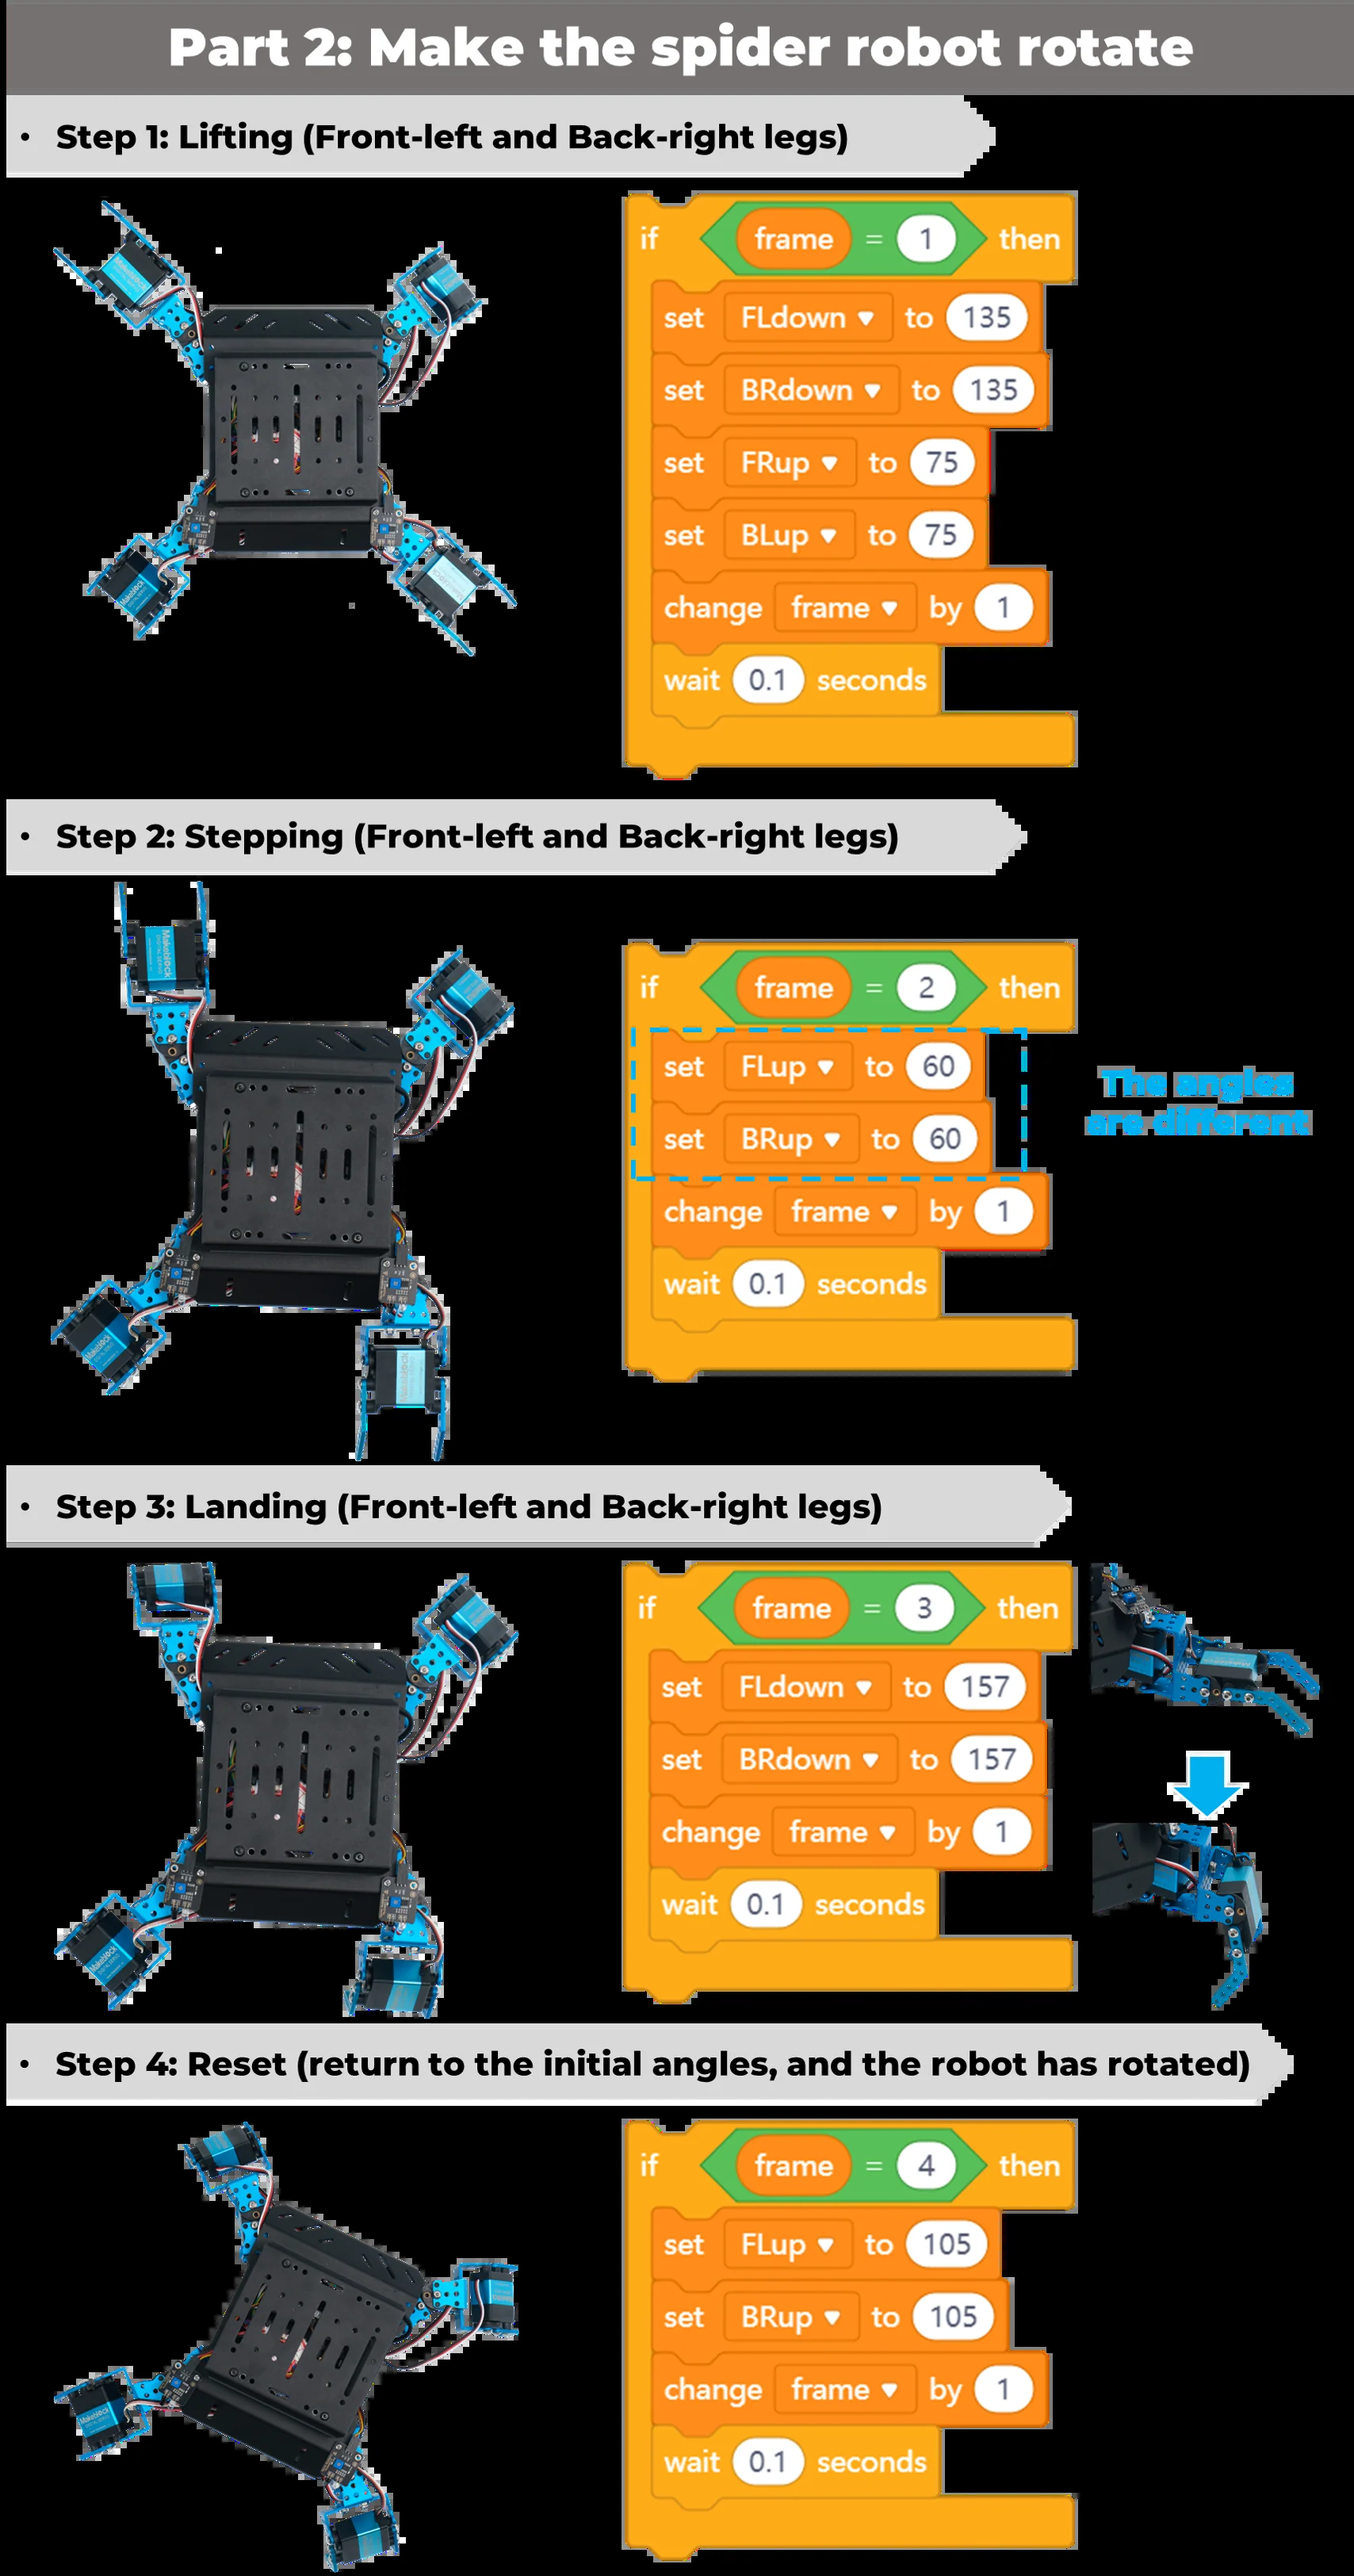 Part 2: Make the spider robot rotate
• Step 1: Lifting (Front-left and Back-right legs)
if frame = 1 then
set FLdown to 135
set BRdown to 135
set FRup to 75
set BLup to 75
change frame by 1
wait 0.1 seconds
• Step 2: Stepping (Front-left and Back-right legs)
if frame = 2 then
set FLup to 60
set BRup to 60
change frame by 1
wait 0.1 seconds
The angles
are different
• Step 3: Landing (Front-left and Back-right legs)
if frame = 3 then
set FLdown to 157
set BRdown to 157
change frame by 1
wait 0.1 seconds
• Step 4: Reset (return to the initial angles, and the robot has rotated)
if frame = 4 then
set FLup to 105
set BRup to 105
change frame by 1
wait 0.1 seconds